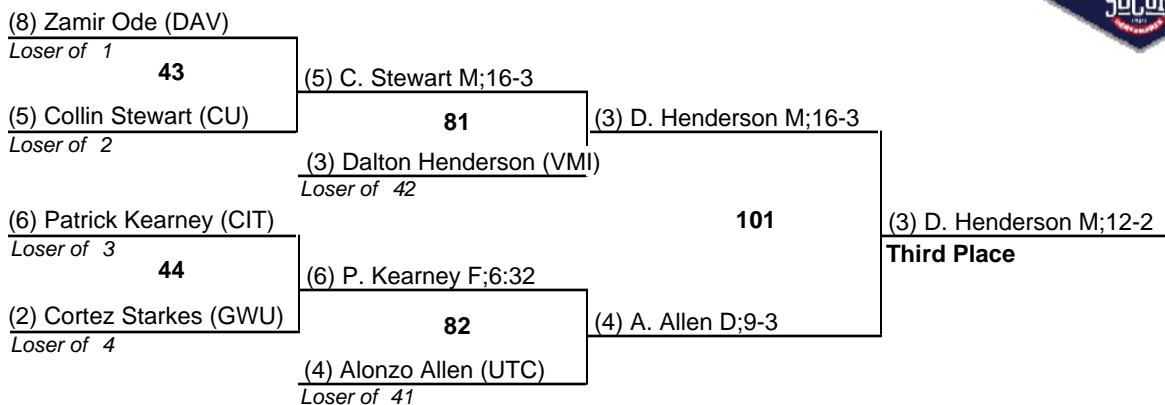 (8) Zamir Ode (DAV)
Loser of 1
43
(5) C. Stewart M;16-3
(5) Collin Stewart (CU)
Loser of 2
81
(3) D. Henderson M;16-3
(3) Dalton Henderson (VMI)
Loser of 42
(6) Patrick Kearney (CIT)
Loser of 3
101
(3) D. Henderson M;12-2
Third Place
44
(6) P. Kearney F;6:32
(2) Cortez Starkes (GWU)
Loser of 4
82
(4) A. Allen D;9-3
(4) Alonzo Allen (UTC)
Loser of 41